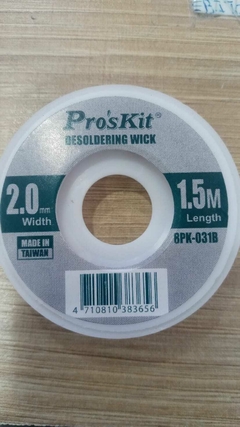 Pro'sKit®
DESOLDERING WICK
2.0mm
Width
1.5M
Length
8PK-031B
MADE IN
TAIWAN
4 710810 383656